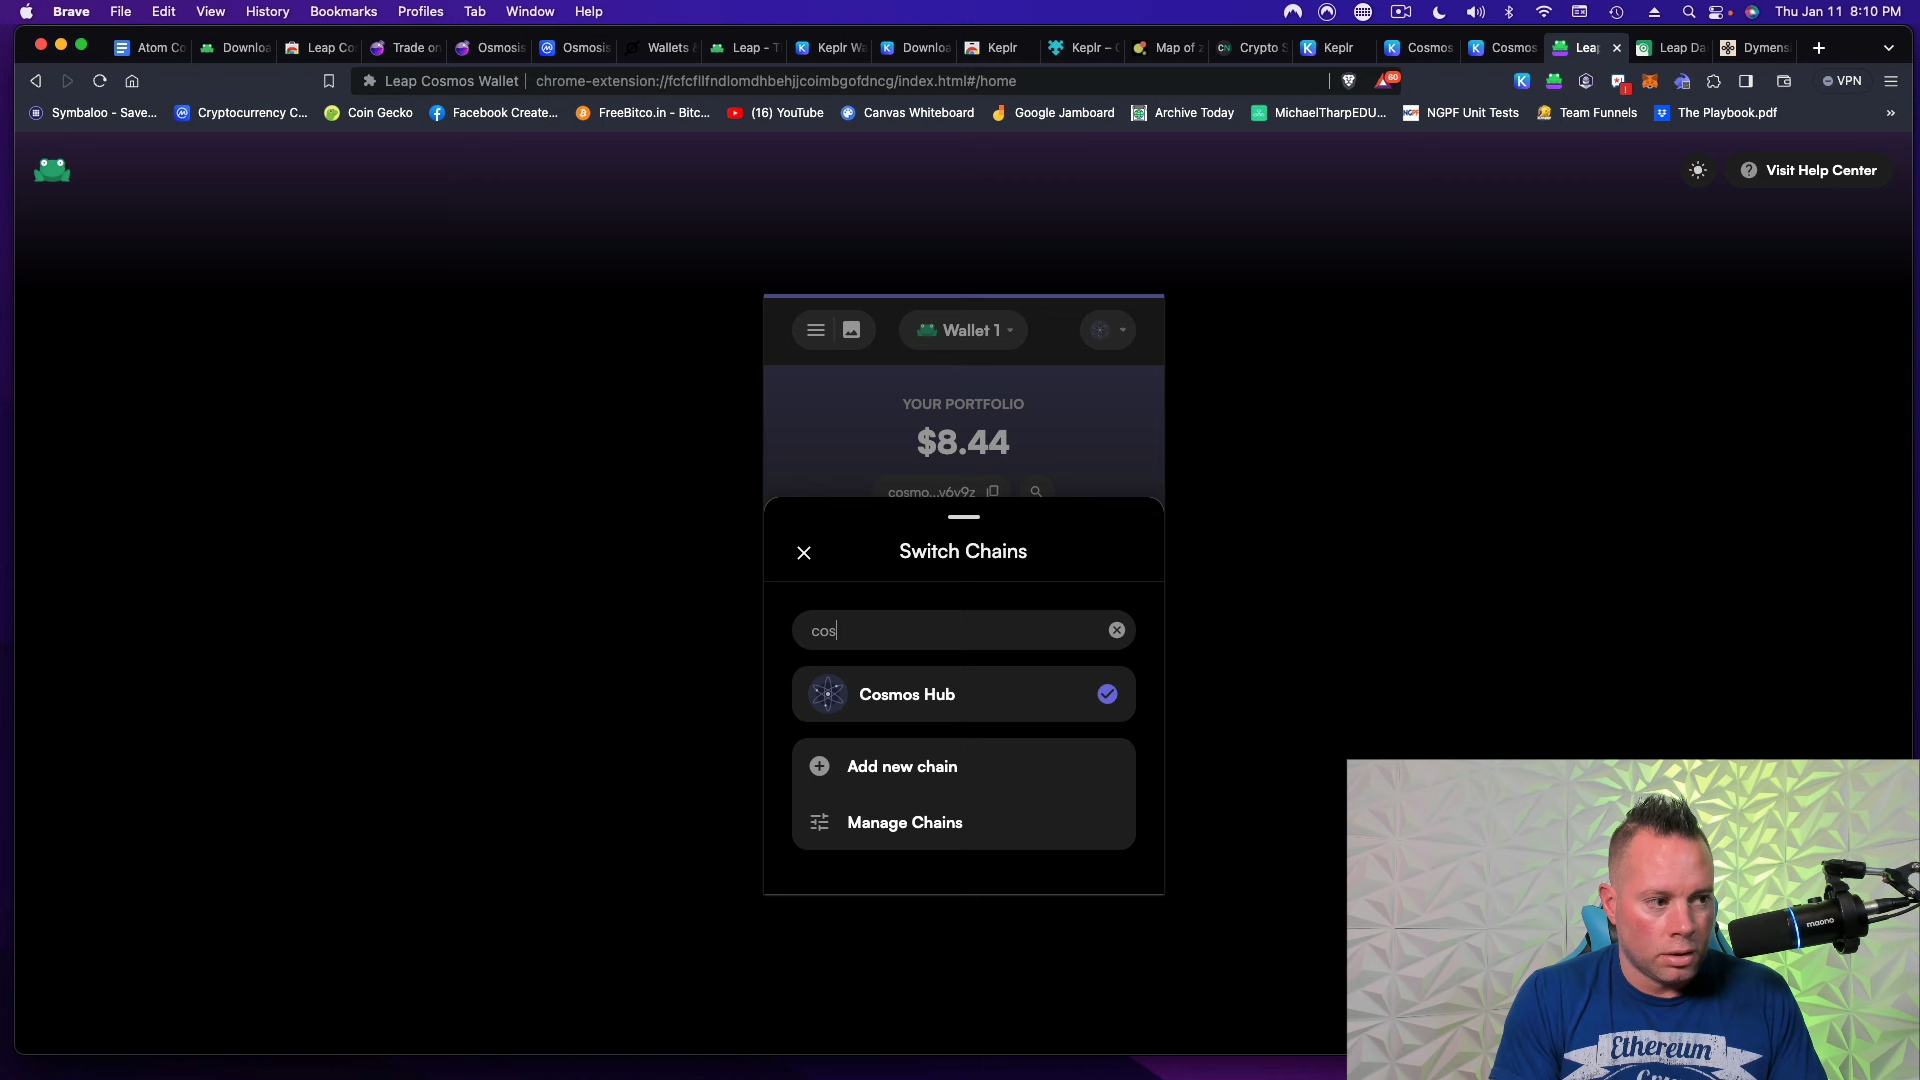 Brave File Edit View History Bookmarks Profiles Tab Window Help Thu Jan 11 8:10 PM
Atom Co Downloa Leap Co Trade on Osmosis Osmosis Wallets & Leap - T Keplr Wa Downloa Keplr Keplr – Map of z CN Crypto S Keplr Cosmos Cosmos Leap Leap Da Dymens
Leap Cosmos Wallet chrome-extension://fcfcfllfndlomdhbehjjcoimbgofdncg/index.html#/home 60 VPN
Symbaloo - Save... Cryptocurrency C... Coin Gecko Facebook Create... FreeBitco.in - Bitc... (16) YouTube Canvas Whiteboard Google Jamboard Archive Today MichaelTharpEDU... NGPF Unit Tests Team Funnels The Playbook.pdf »
Visit Help Center
Wallet 1
YOUR PORTFOLIO
$8.44
cosmo...v6v9z
Switch Chains
cos
Cosmos Hub
Add new chain
Manage Chains
maono
Ethereum